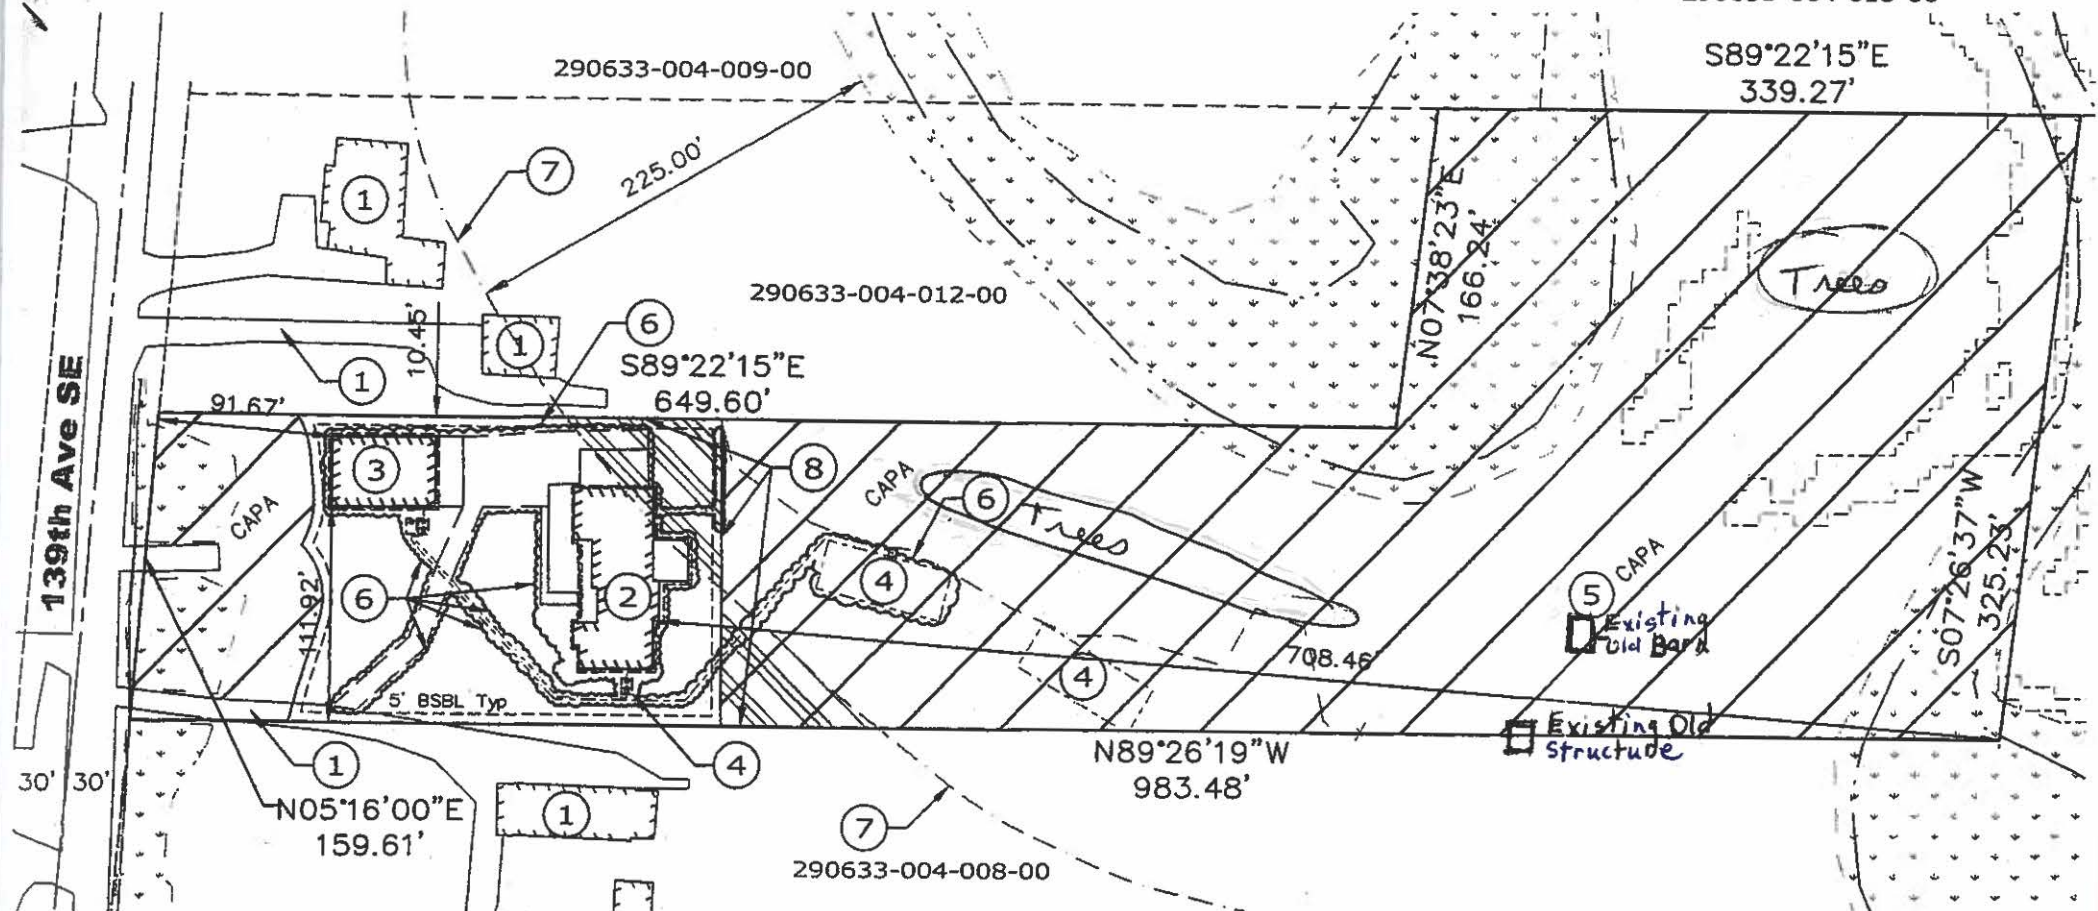 S89°22'15"E
339.27'
290633-004-009-00
225.00'
7
1
290633-004-012-00
N07°38'23"E
166.24'
Trees
10.45'
1
6
S89°22'15"E
649.60'
1
139th Ave SE
91.67'
3
8
CAPA
CAPA
6
Trees
4
111.92'
6
2
5
CAPA
Existing
Old Barn
S07°26'37"W
325.23'
708.46'
4
5' BSBL Typ
Existing Old
Structure
N89°26'19"W
983.48'
1
4
30' 30'
N05°16'00"E
159.61'
1
7
290633-004-008-00